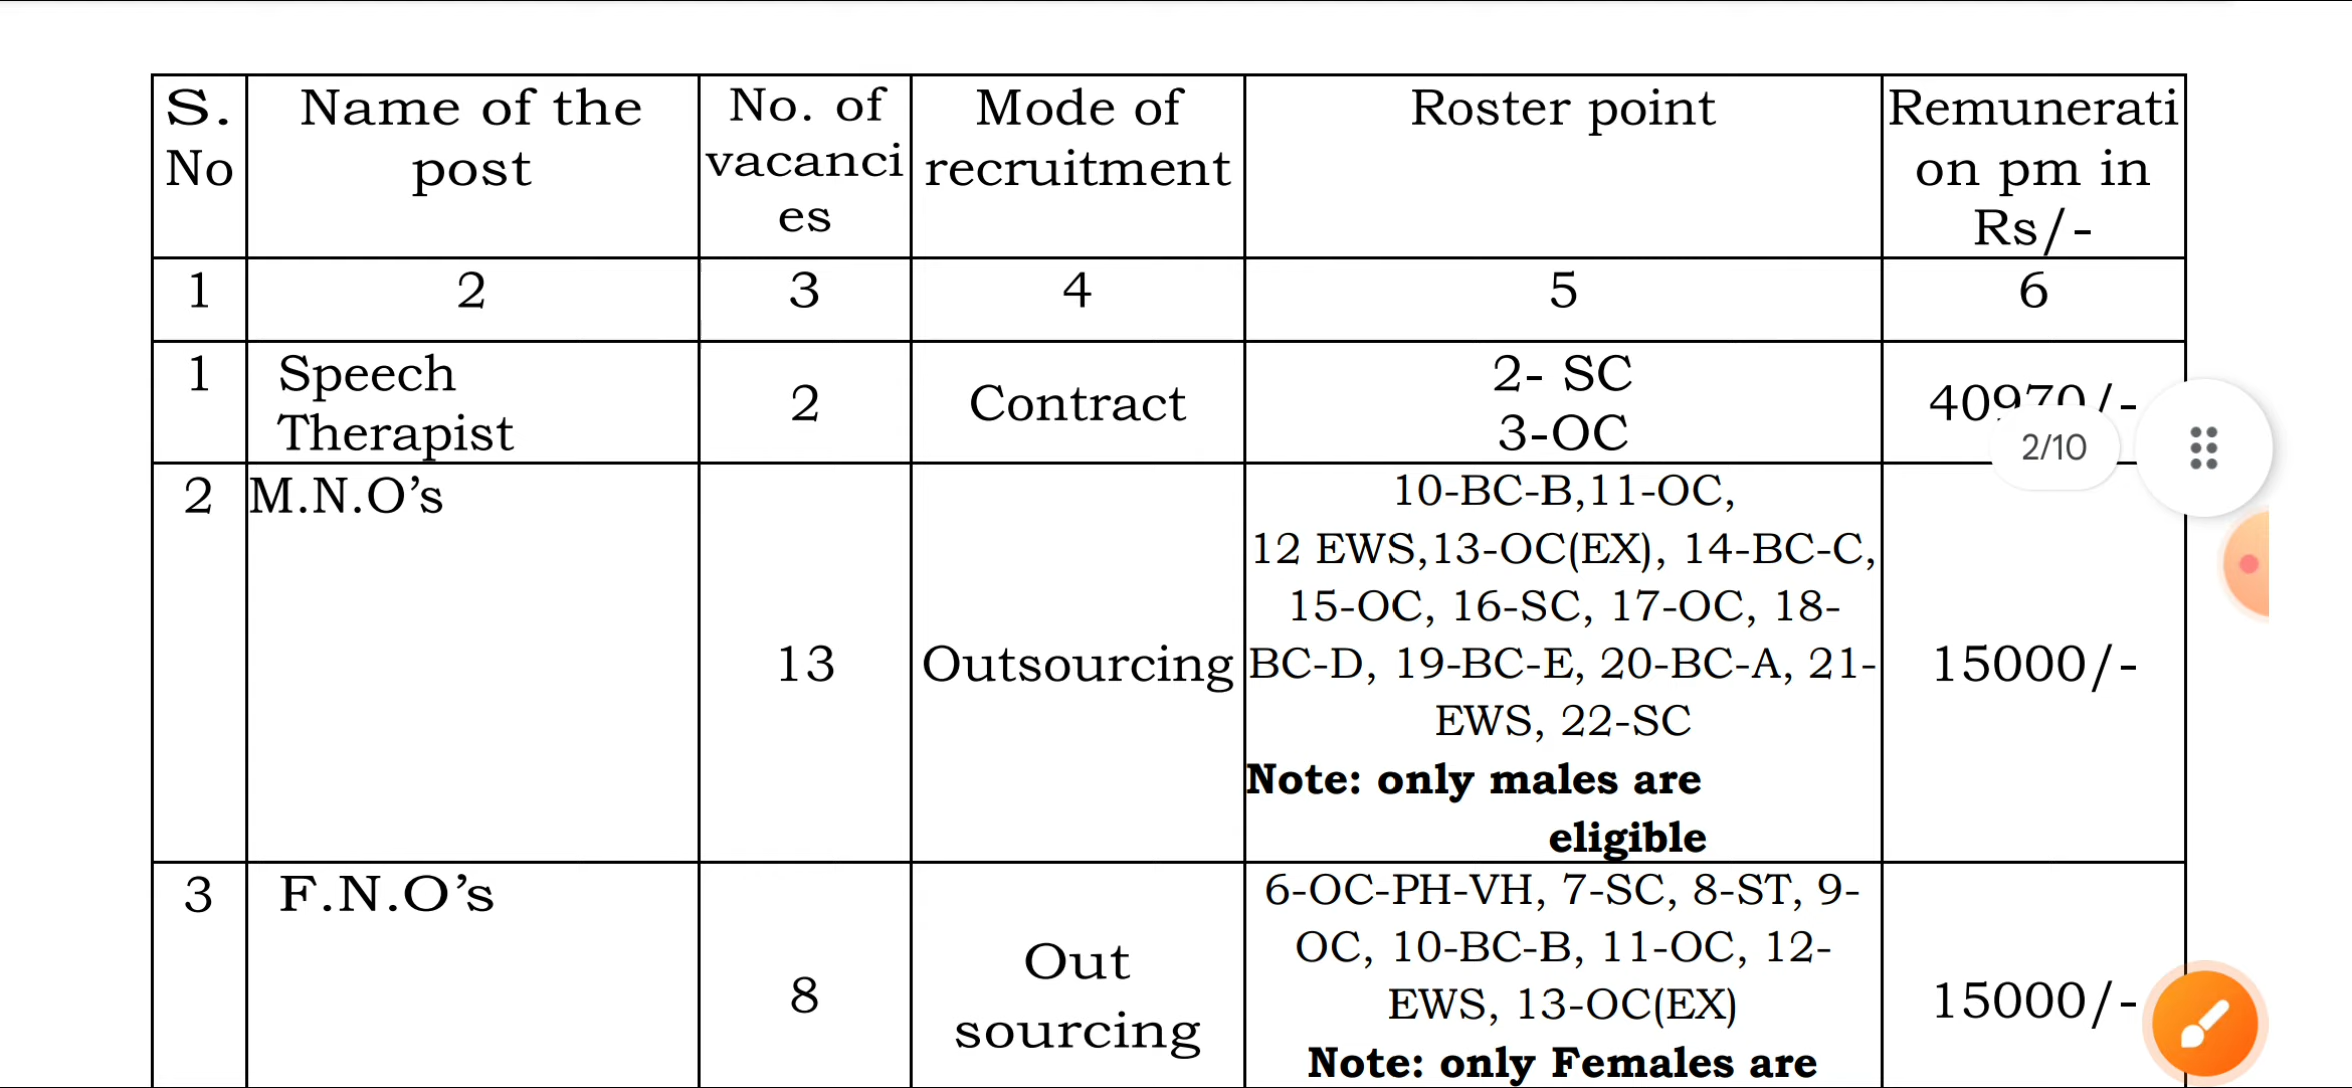 S. No
Name of the post
No. of vacanci es
Mode of recruitment
Roster point
Remunerati on pm in Rs/-
1
2
3
4
5
6
1
Speech
Therapist
2
Contract
2- SC
3-OC
40970/-
2/10
2
M.N.O’s
13
Outsourcing
10-BC-B,11-OC,
12 EWS,13-OC(EX), 14-BC-C,
15-OC, 16-SC, 17-OC, 18-
BC-D, 19-BC-E, 20-BC-A, 21-
EWS, 22-SC
Note: only males are
eligible
15000/-
3
F.N.O’s
8
Out
sourcing
6-OC-PH-VH, 7-SC, 8-ST, 9-
OC, 10-BC-B, 11-OC, 12-
EWS, 13-OC(EX)
Note: only Females are
15000/-